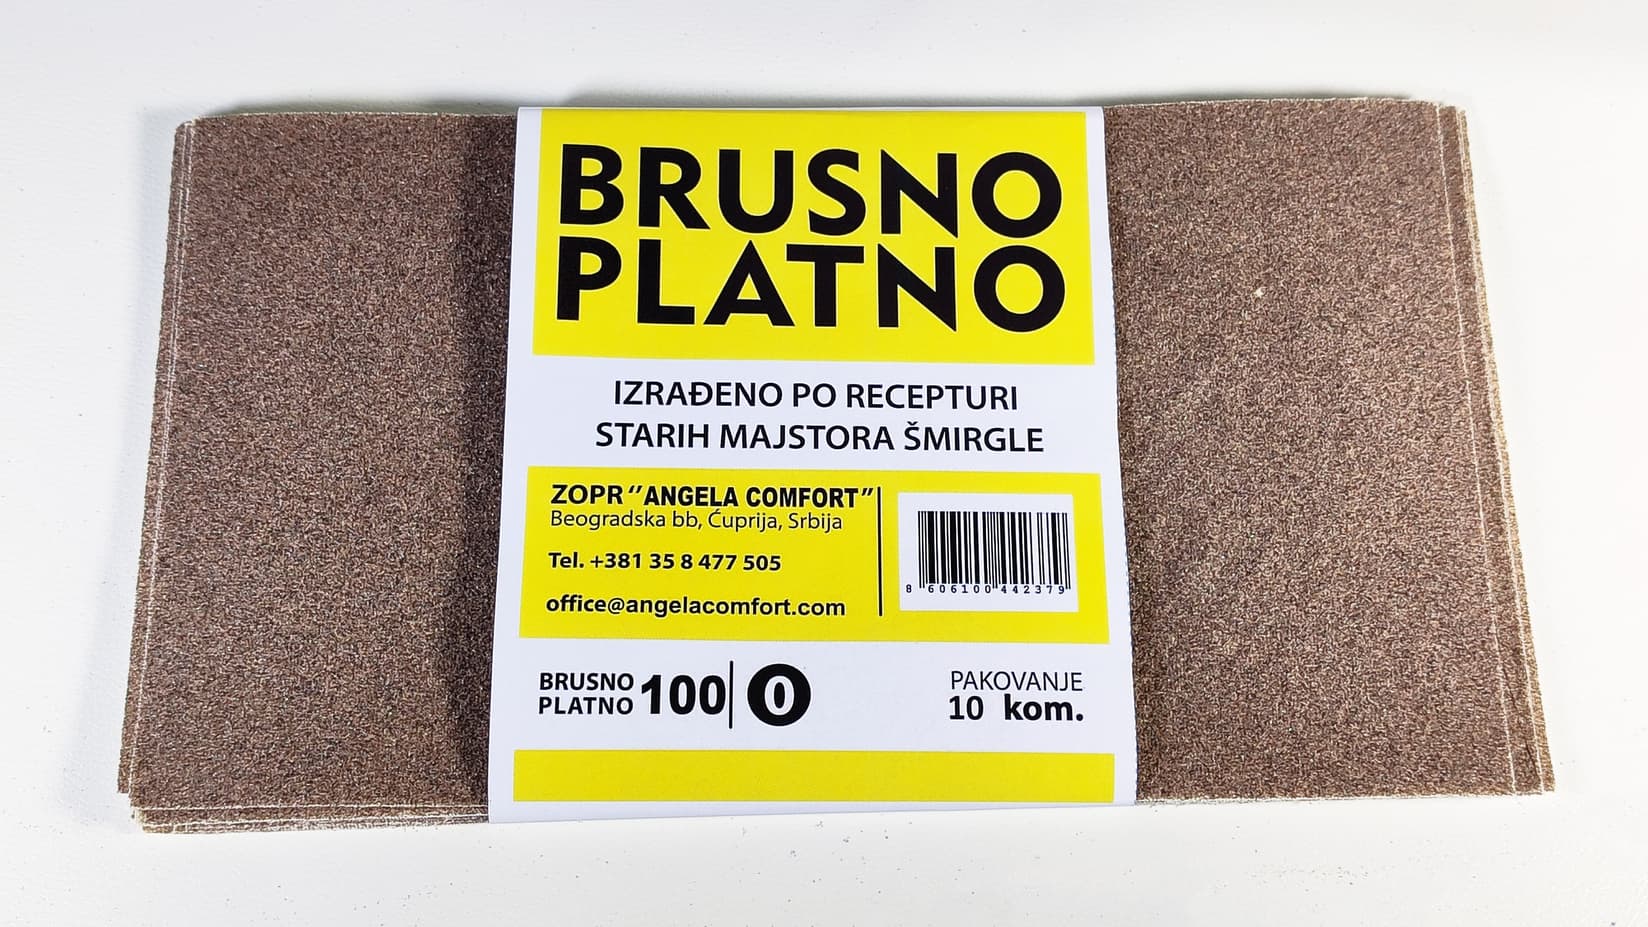 BRUSNO
PLATNO
IZRAĐENO PO RECEPTURI
STARIH MAJSTORA ŠMIRGLE
ZOPR "ANGELA COMFORT"
Beogradska bb, Ćuprija, Srbija
Tel. +381 35 8 477 505
office@angelacomfort.com
8 606100 442379
BRUSNO
PLATNO 100 0
PAKOVANJE
10 kom.